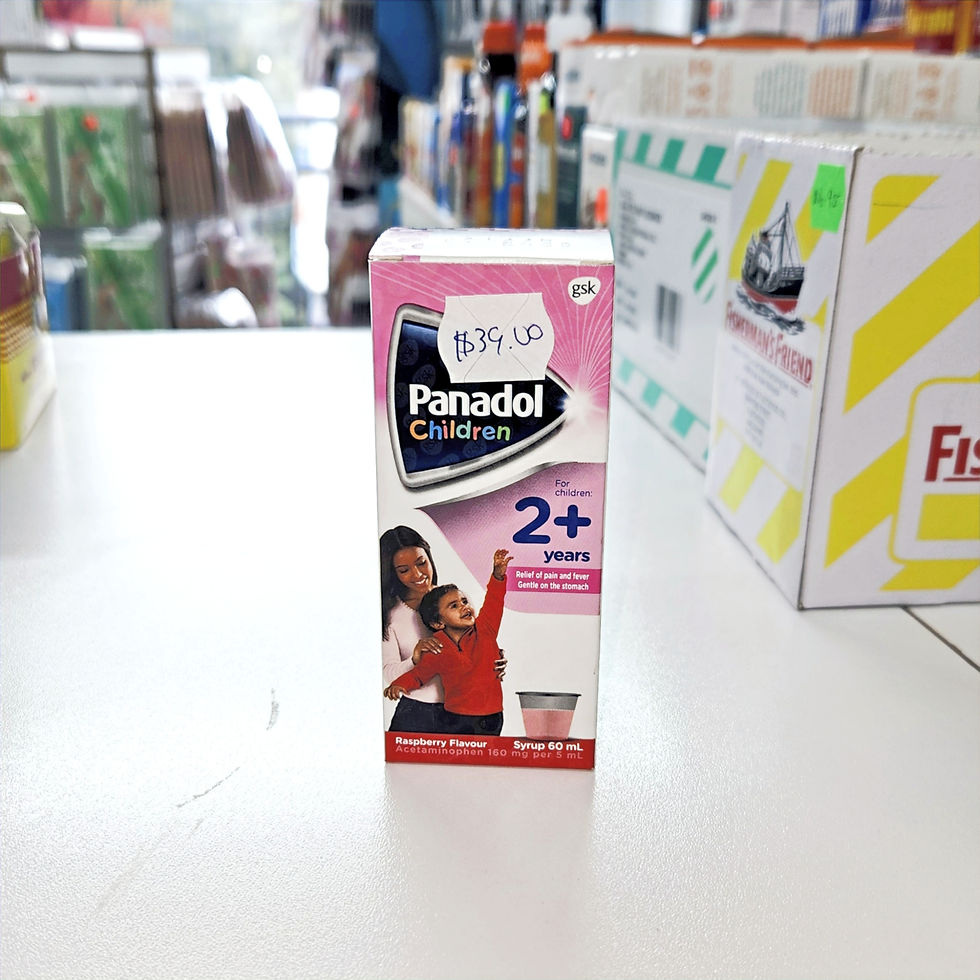 gsk
$39.00
Panadol
Children
For
children:
2+
years
Relief of pain and fever
Gentle on the stomach
Raspberry Flavour Syrup 60 mL
Acetaminophen 160 mg per 5 mL
FISHERMAN'S FRIEND
FIS